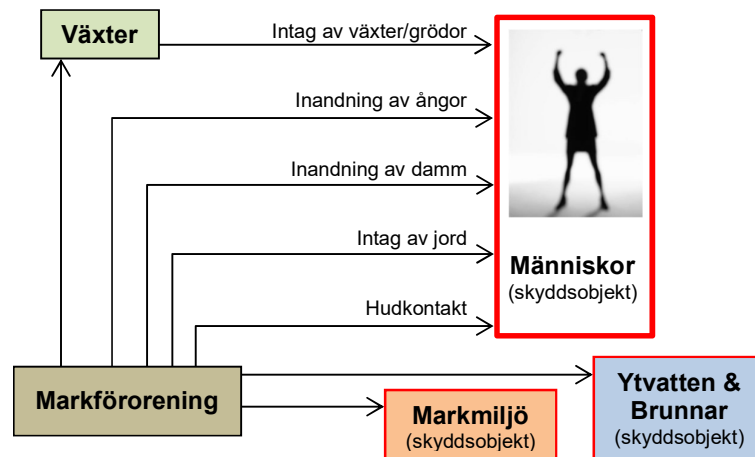 Växter
Intag av växter/grödor
Inandning av ångor
Inandning av damm
Intag av jord
Hudkontakt
Människor
(skyddsobjekt)
Markförorening
Markmiljö
(skyddsobjekt)
Ytvatten &
Brunnar
(skyddsobjekt)